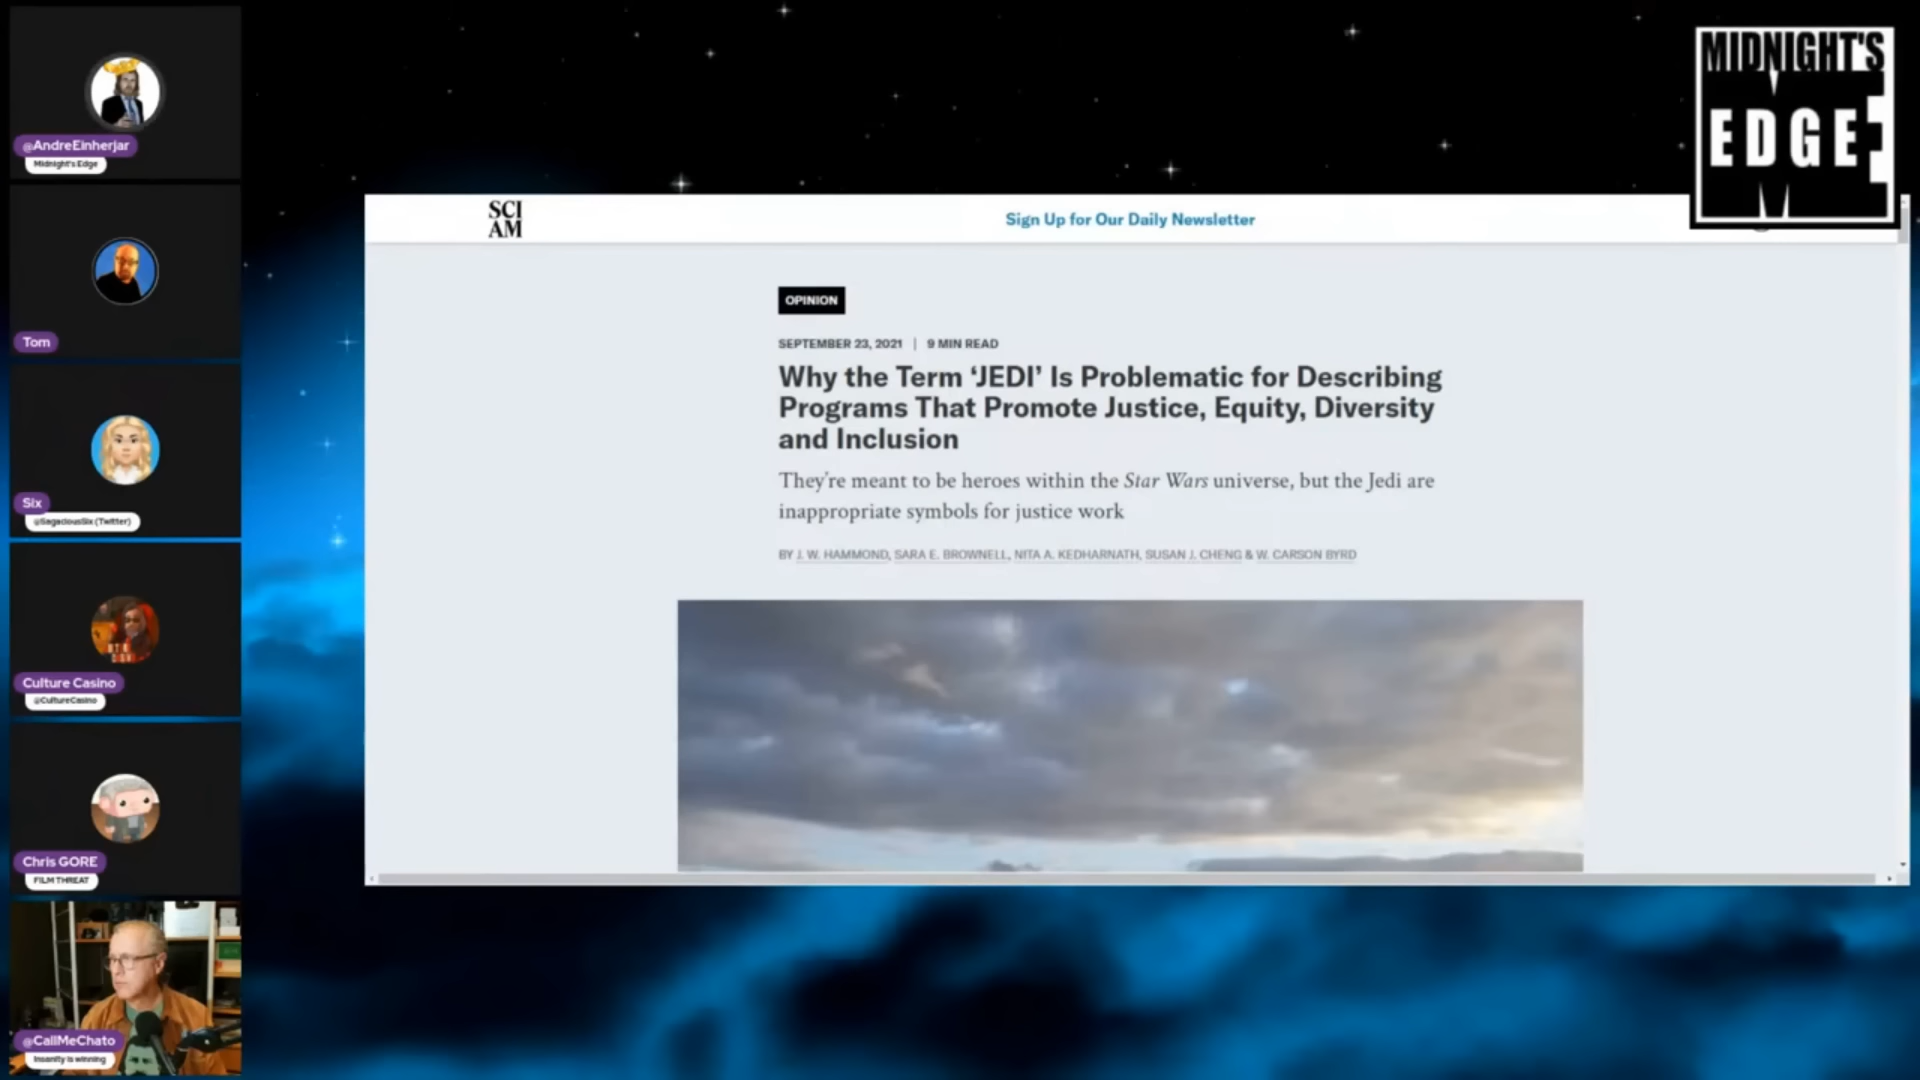 @AndreEinherjar
Midnight's Edge
Tom
Six
@SagaciousSix (Twitter)
Culture Casino
@CultureCasino
Chris GORE
FILM THREAT
@CallMeChato
Insanity is winning
MIDNIGHT'S
EDGE
SCI
AM
Sign Up for Our Daily Newsletter
OPINION
SEPTEMBER 23, 2021 | 9 MIN READ
Why the Term ‘JEDI’ Is Problematic for Describing
Programs That Promote Justice, Equity, Diversity
and Inclusion
They’re meant to be heroes within the Star Wars universe, but the Jedi are
inappropriate symbols for justice work
BY J. W. HAMMOND, SARA E. BROWNELL, NITA A. KEDHARNATH, SUSAN J. CHENG & W. CARSON BYRD